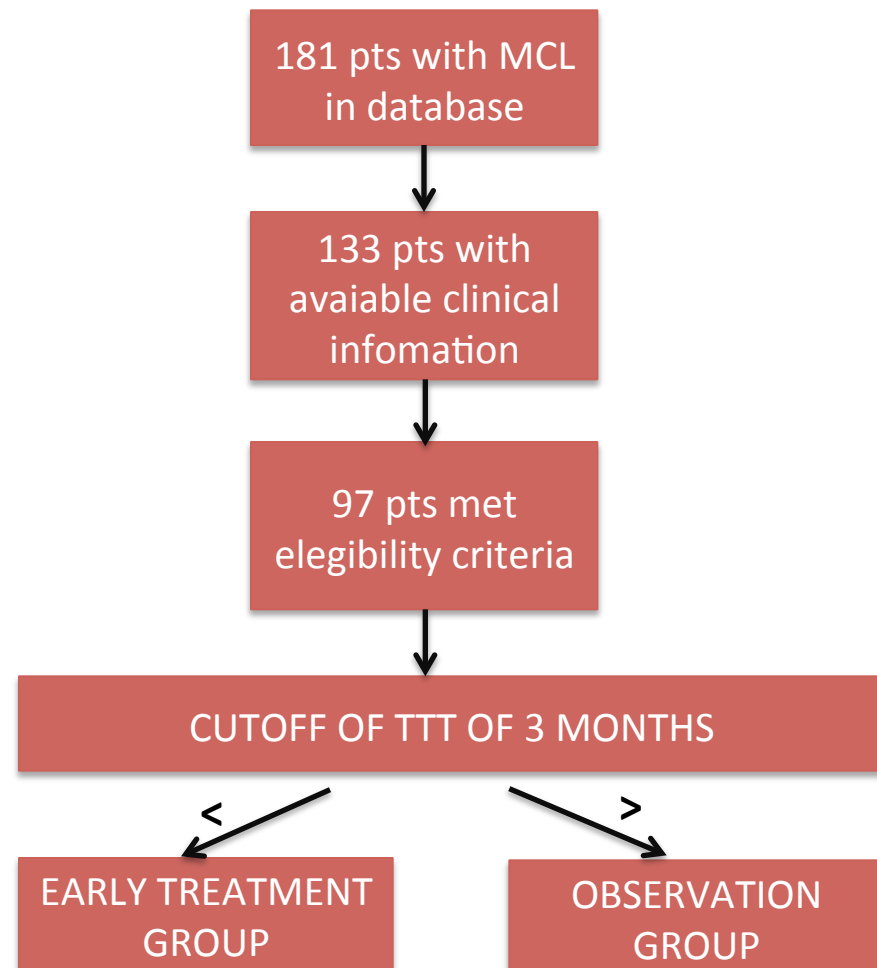 181 pts with MCL
in database
133 pts with
avaiable clinical
infomation
97 pts met
elegibility criteria
CUTOFF OF TTT OF 3 MONTHS
<
>
EARLY TREATMENT
GROUP
OBSERVATION
GROUP